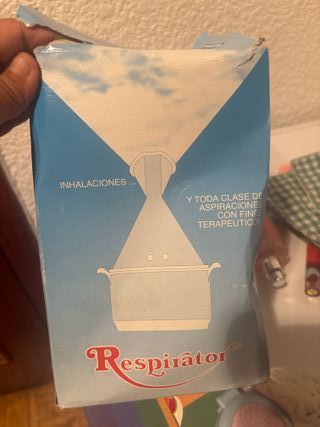 INHALACIONES ...
Y TODA CLASE DE
ASPIRACIONES
CON FINES
TERAPEUTICOS
Respirator